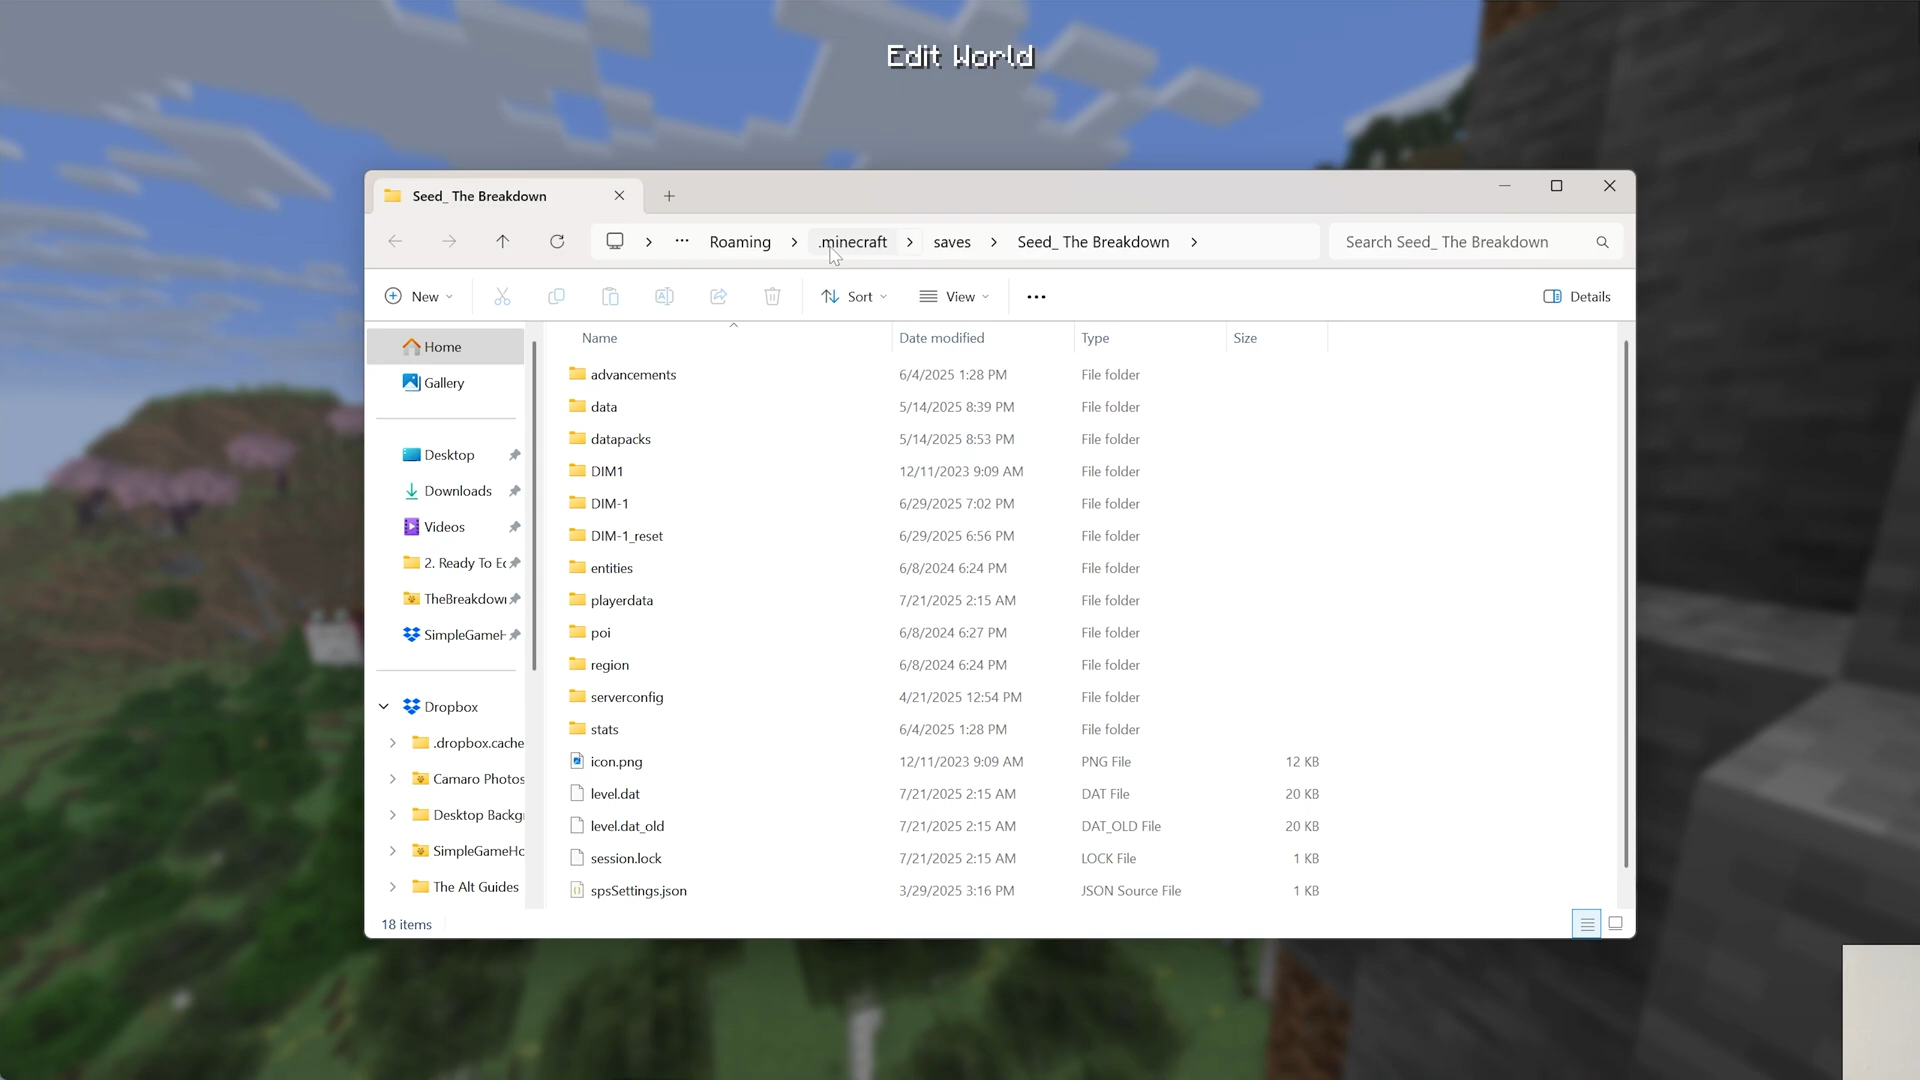 Edit World
Seed_ The Breakdown
Roaming .minecraft saves Seed_ The Breakdown
Search Seed_ The Breakdown
New Sort View Details
Home
Gallery
Desktop
Downloads
Videos
2. Ready To Ec
TheBreakdow
SimpleGameH
Dropbox
.dropbox.cache
Camaro Photos
Desktop Backg
SimpleGameHo
The Alt Guides
Name Date modified Type Size
advancements 6/4/2025 1:28 PM File folder
data 5/14/2025 8:39 PM File folder
datapacks 5/14/2025 8:53 PM File folder
DIM1 12/11/2023 9:09 AM File folder
DIM-1 6/29/2025 7:02 PM File folder
DIM-1_reset 6/29/2025 6:56 PM File folder
entities 6/8/2024 6:24 PM File folder
playerdata 7/21/2025 2:15 AM File folder
poi 6/8/2024 6:27 PM File folder
region 6/8/2024 6:24 PM File folder
serverconfig 4/21/2025 12:54 PM File folder
stats 6/4/2025 1:28 PM File folder
icon.png 12/11/2023 9:09 AM PNG File 12 KB
level.dat 7/21/2025 2:15 AM DAT File 20 KB
level.dat_old 7/21/2025 2:15 AM DAT_OLD File 20 KB
session.lock 7/21/2025 2:15 AM LOCK File 1 KB
spsSettings.json 3/29/2025 3:16 PM JSON Source File 1 KB
18 items